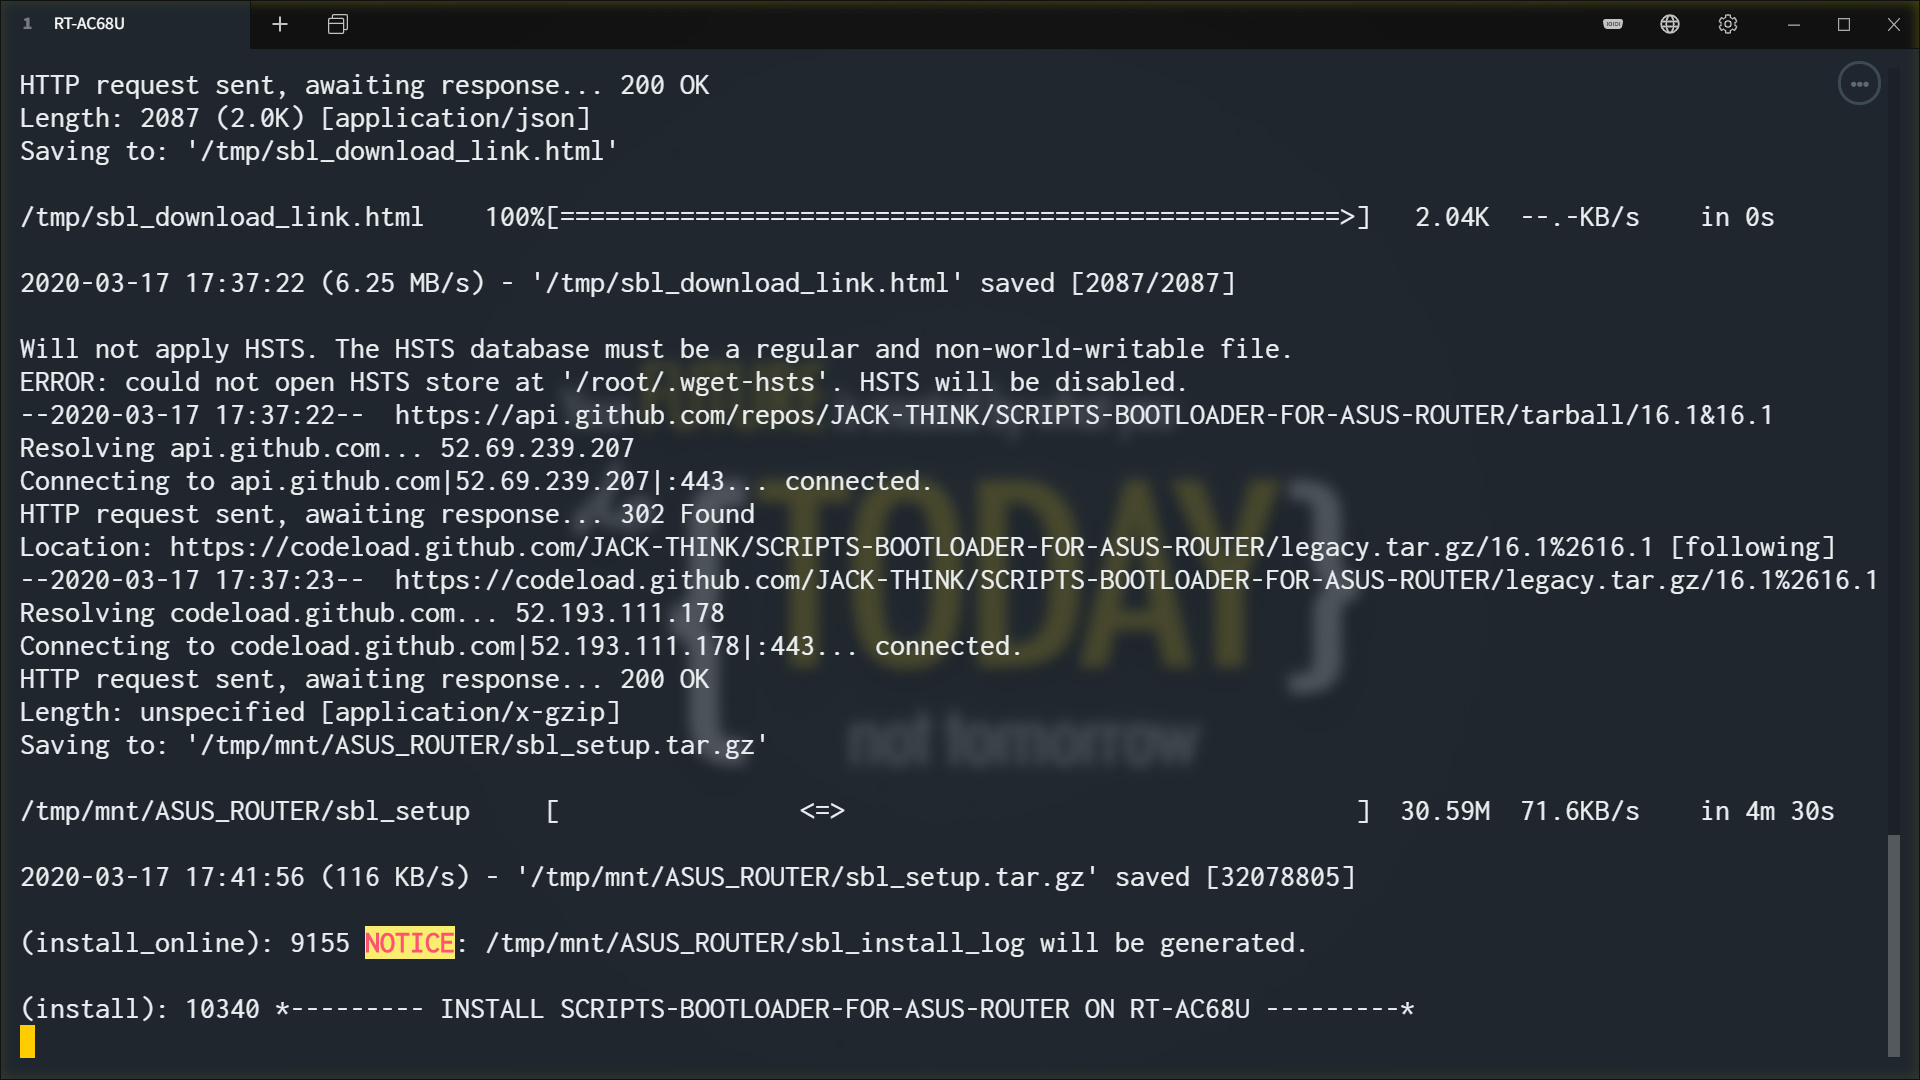 1 RT-AC68U
HTTP request sent, awaiting response... 200 OK
Length: 2087 (2.0K) [application/json]
Saving to: '/tmp/sbl_download_link.html'
/tmp/sbl_download_link.html 100%[====================================================>] 2.04K --.-KB/s in 0s
2020-03-17 17:37:22 (6.25 MB/s) - '/tmp/sbl_download_link.html' saved [2087/2087]
Will not apply HSTS. The HSTS database must be a regular and non-world-writable file.
ERROR: could not open HSTS store at '/root/.wget-hsts'. HSTS will be disabled.
--2020-03-17 17:37:22-- https://api.github.com/repos/JACK-THINK/SCRIPTS-BOOTLOADER-FOR-ASUS-ROUTER/tarball/16.1&16.1
Resolving api.github.com... 52.69.239.207
Connecting to api.github.com|52.69.239.207|:443... connected.
HTTP request sent, awaiting response... 302 Found
Location: https://codeload.github.com/JACK-THINK/SCRIPTS-BOOTLOADER-FOR-ASUS-ROUTER/legacy.tar.gz/16.1%2616.1 [following]
--2020-03-17 17:37:23-- https://codeload.github.com/JACK-THINK/SCRIPTS-BOOTLOADER-FOR-ASUS-ROUTER/legacy.tar.gz/16.1%2616.1
Resolving codeload.github.com... 52.193.111.178
Connecting to codeload.github.com|52.193.111.178|:443... connected.
HTTP request sent, awaiting response... 200 OK
Length: unspecified [application/x-gzip]
Saving to: '/tmp/mnt/ASUS_ROUTER/sbl_setup.tar.gz'
/tmp/mnt/ASUS_ROUTER/sbl_setup [ <=> ] 30.59M 71.6KB/s in 4m 30s
2020-03-17 17:41:56 (116 KB/s) - '/tmp/mnt/ASUS_ROUTER/sbl_setup.tar.gz' saved [32078805]
(install_online): 9155 NOTICE: /tmp/mnt/ASUS_ROUTER/sbl_install_log will be generated.
(install): 10340 *--------- INSTALL SCRIPTS-BOOTLOADER-FOR-ASUS-ROUTER ON RT-AC68U ---------*
{TODAY}
not tomorrow